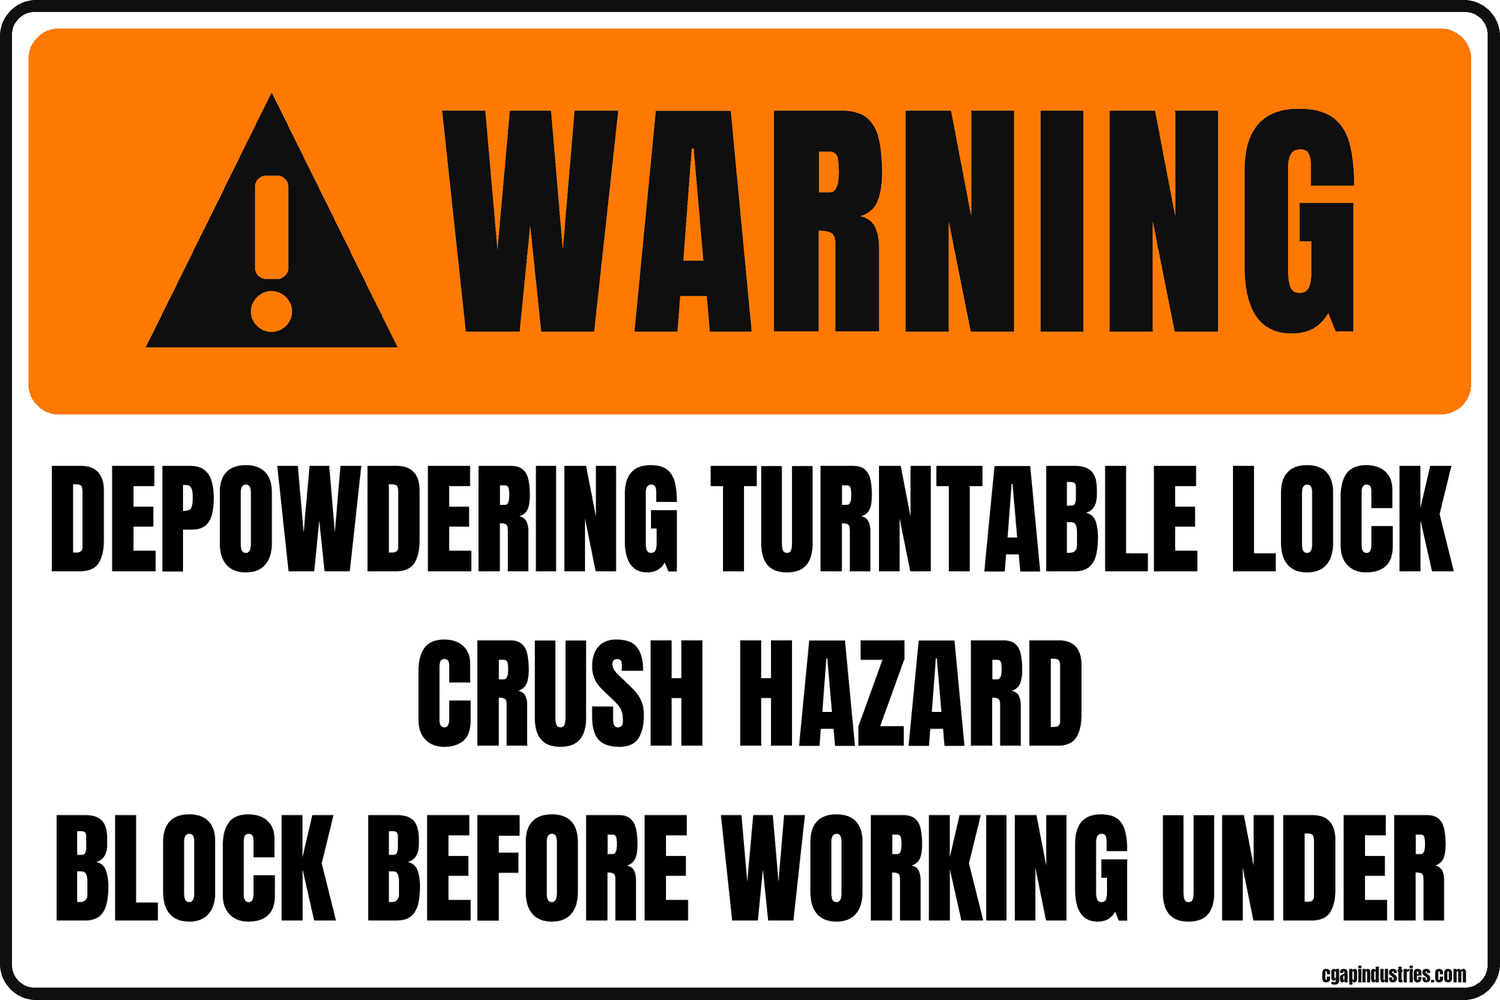 WARNING
DEPOWDERING TURNTABLE LOCK
CRUSH HAZARD
BLOCK BEFORE WORKING UNDER
cgapindustries.com